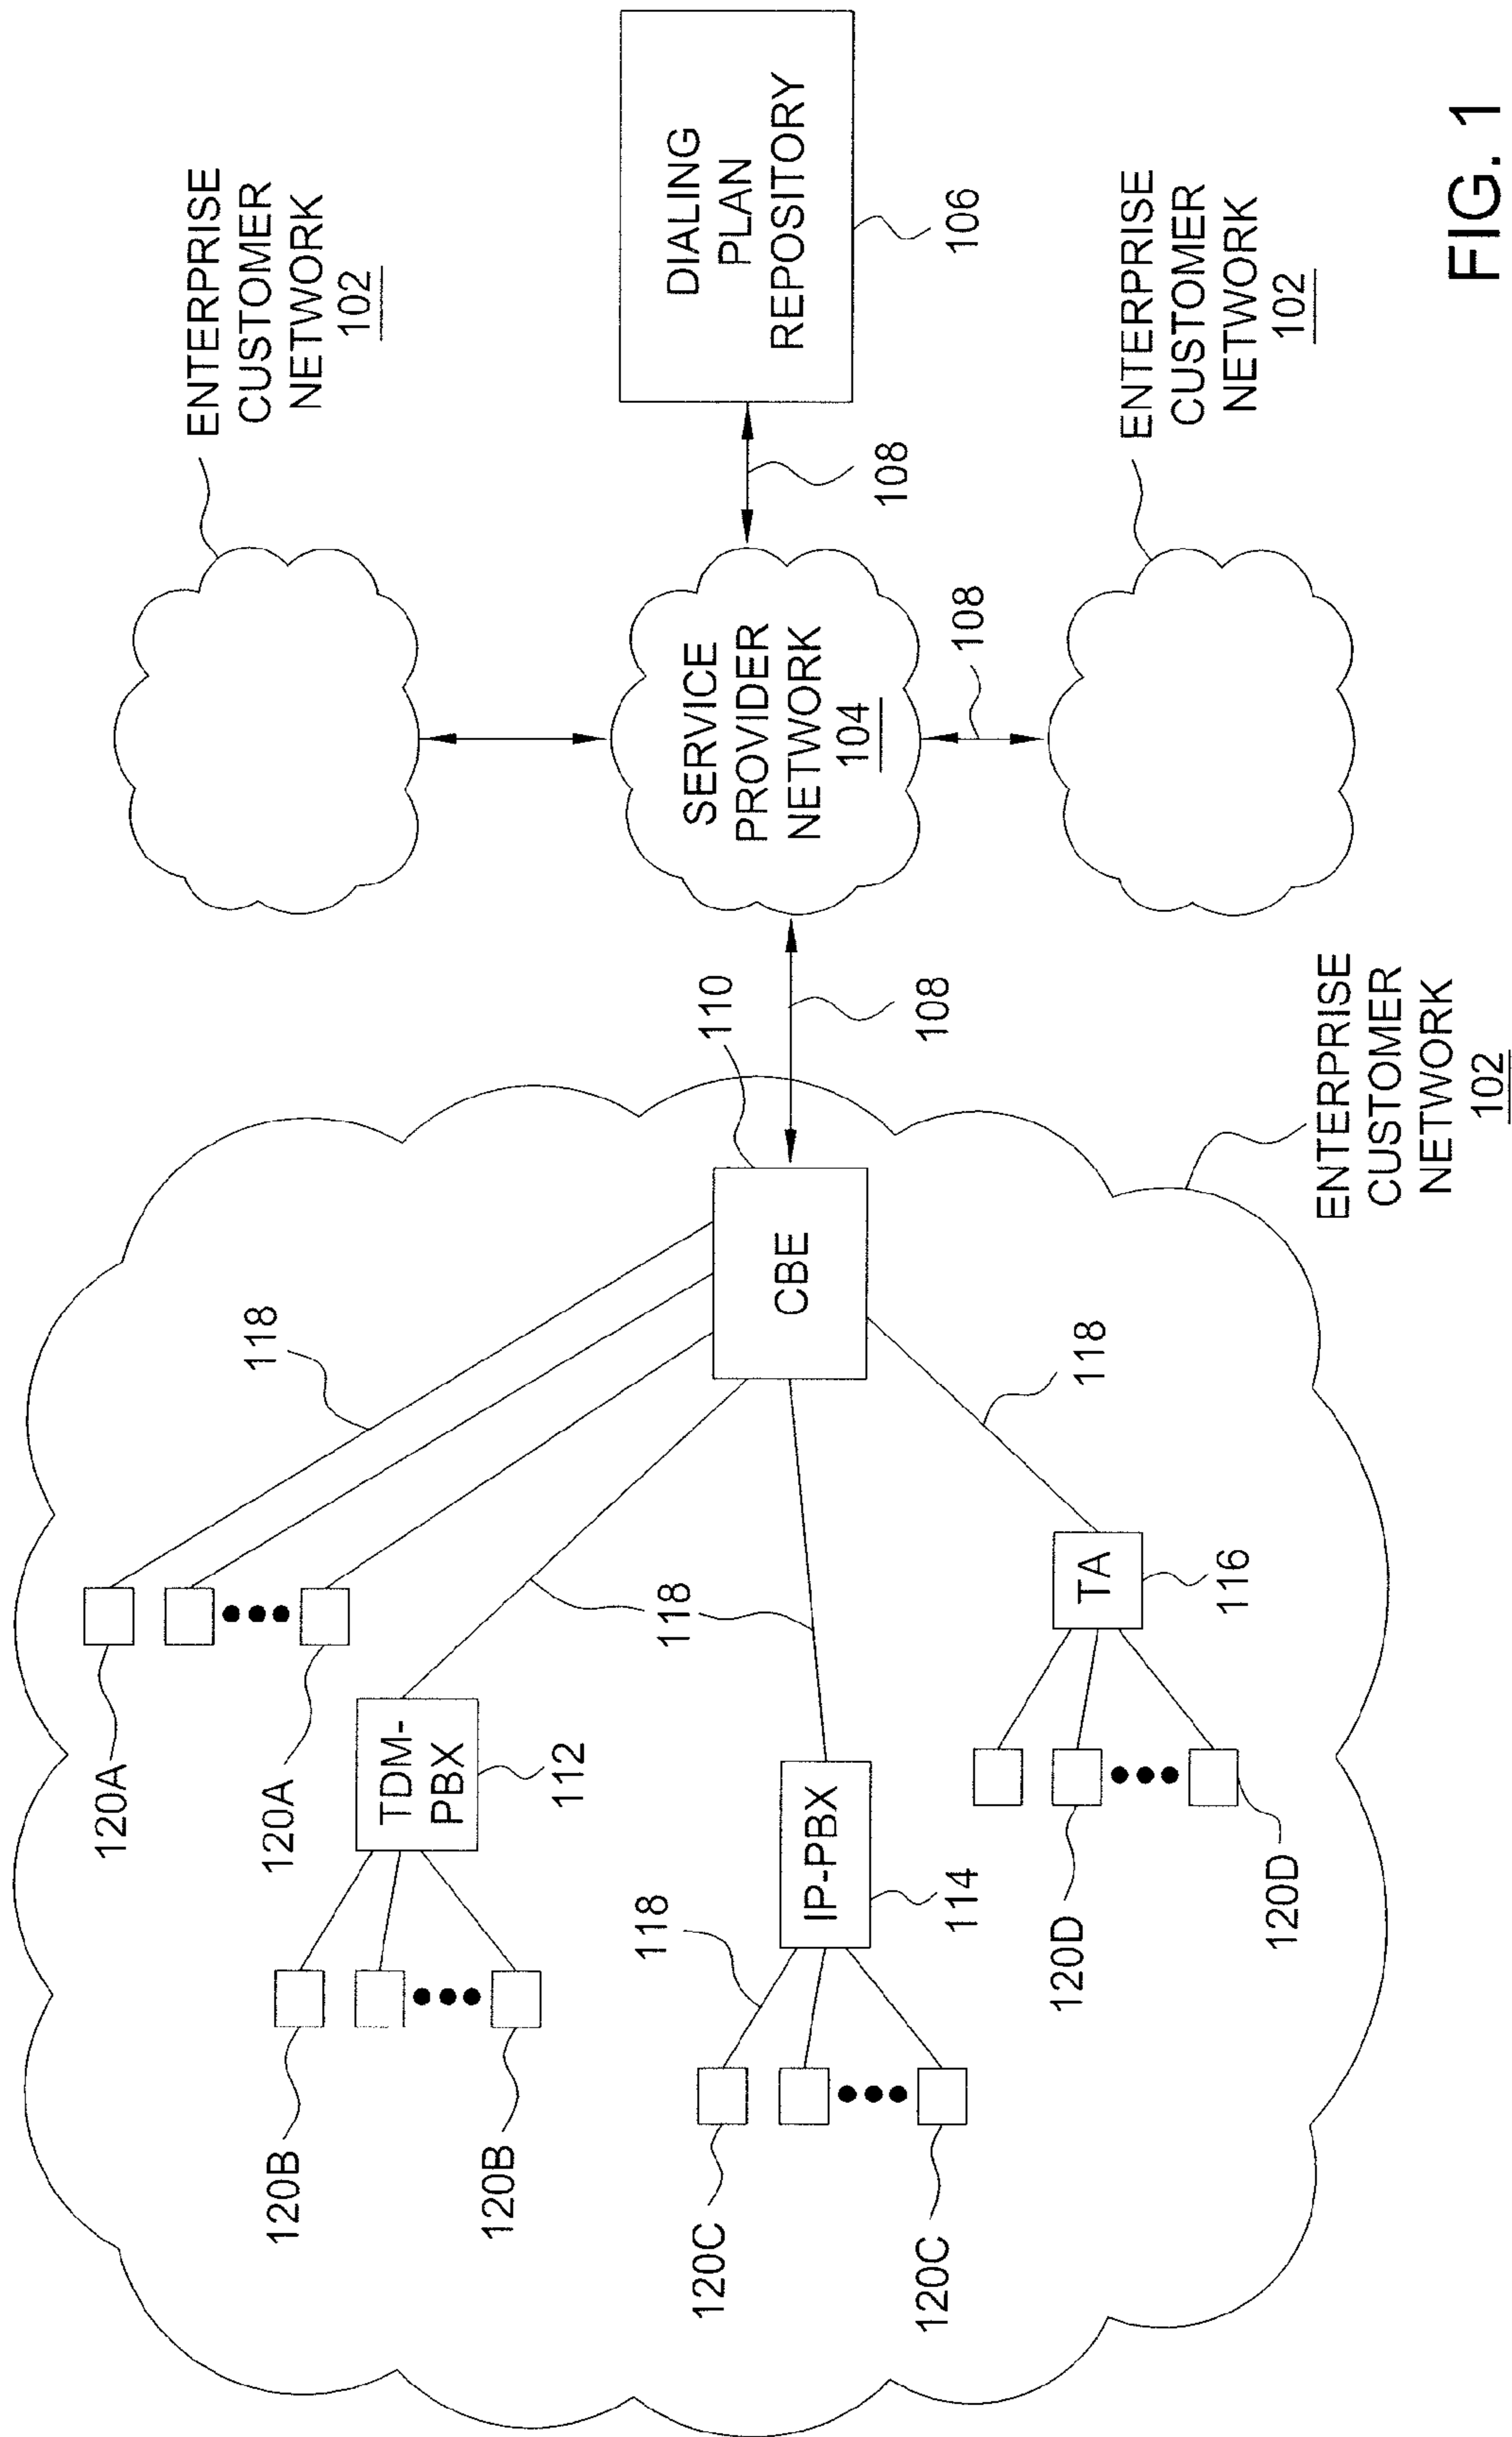 ENTERPRISE
CUSTOMER
NETWORK
102
DIALING
PLAN
REPOSITORY
106
108
SERVICE
PROVIDER
NETWORK
104
108
ENTERPRISE
CUSTOMER
NETWORK
102
110
108
CBE
ENTERPRISE
CUSTOMER
NETWORK
102
118
118
118
TA
116
120A
120A
TDM-
PBX
112
IP-PBX
114
118
120D
120D
120B
120B
120C
120C
FIG. 1